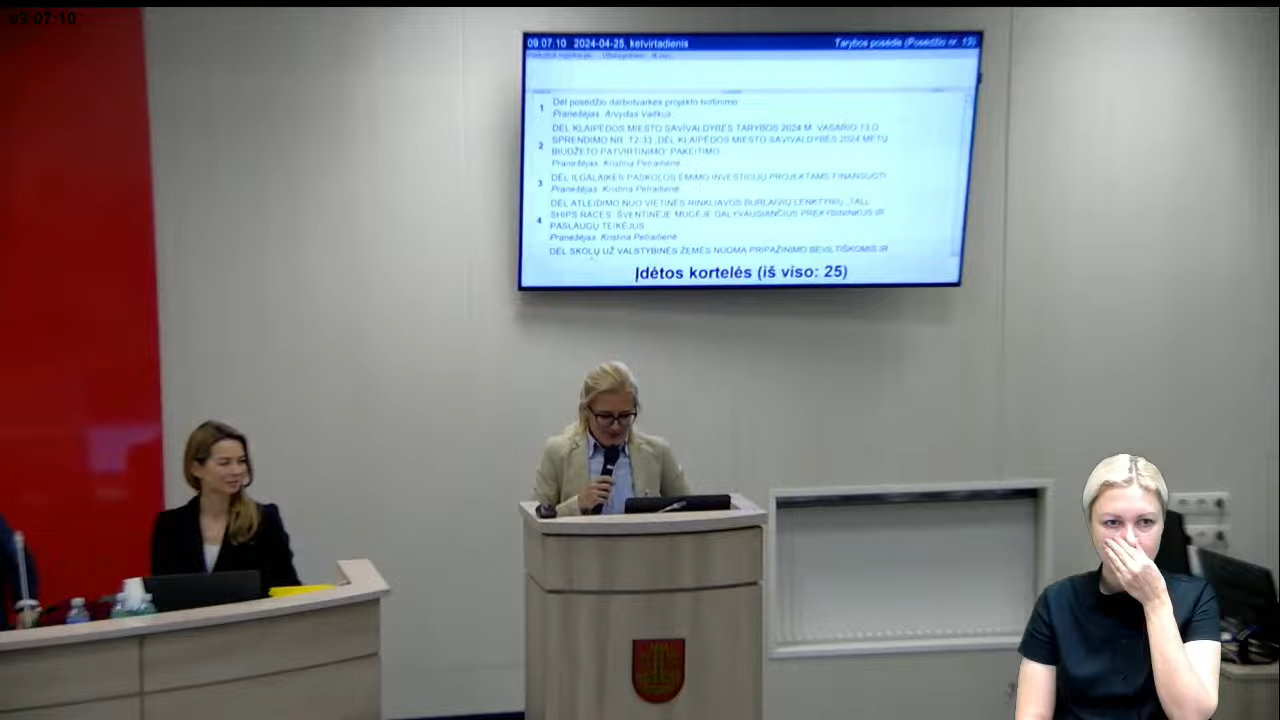 09:07:10
09:07:10 2024-04-25, ketvirtadienis Tarybos posėdis (Posėdžio nr. 13)
1 Dėl posėdžio darbotvarkės projekto tvirtinimo
Pranešėjas: Arvydas Vaitkus
DĖL KLAIPĖDOS MIESTO SAVIVALDYBĖS TARYBOS 2024 M. VASARIO 13 D.
2 SPRENDIMO NR. T2-33 „DĖL KLAIPĖDOS MIESTO SAVIVALDYBĖS 2024 METŲ
BIUDŽETO PATVIRTINIMO“ PAKEITIMO
Pranešėjas: Kristina Petraitienė
3 DĖL ILGALAIKĖS PASKOLOS ĖMIMO INVESTICIJŲ PROJEKTAMS FINANSUOTI
Pranešėjas: Kristina Petraitienė
DĖL ATLEIDIMO NUO VIETINĖS RINKLIAVOS BURLAIVIŲ LENKTYNIŲ „TALL
4 SHIPS RACES“ ŠVENTINĖJE MUGĖJE DALYVAUSIANČIUS PREKYBININKUS IR
PASLAUGŲ TEIKĖJUS
Pranešėjas: Kristina Petraitienė
DĖL SKOLŲ UŽ VALSTYBINĖS ŽEMĖS NUOMĄ PRIPAŽINIMO BEVILTIŠKOMIS IR
Įdėtos kortelės (iš viso: 25)